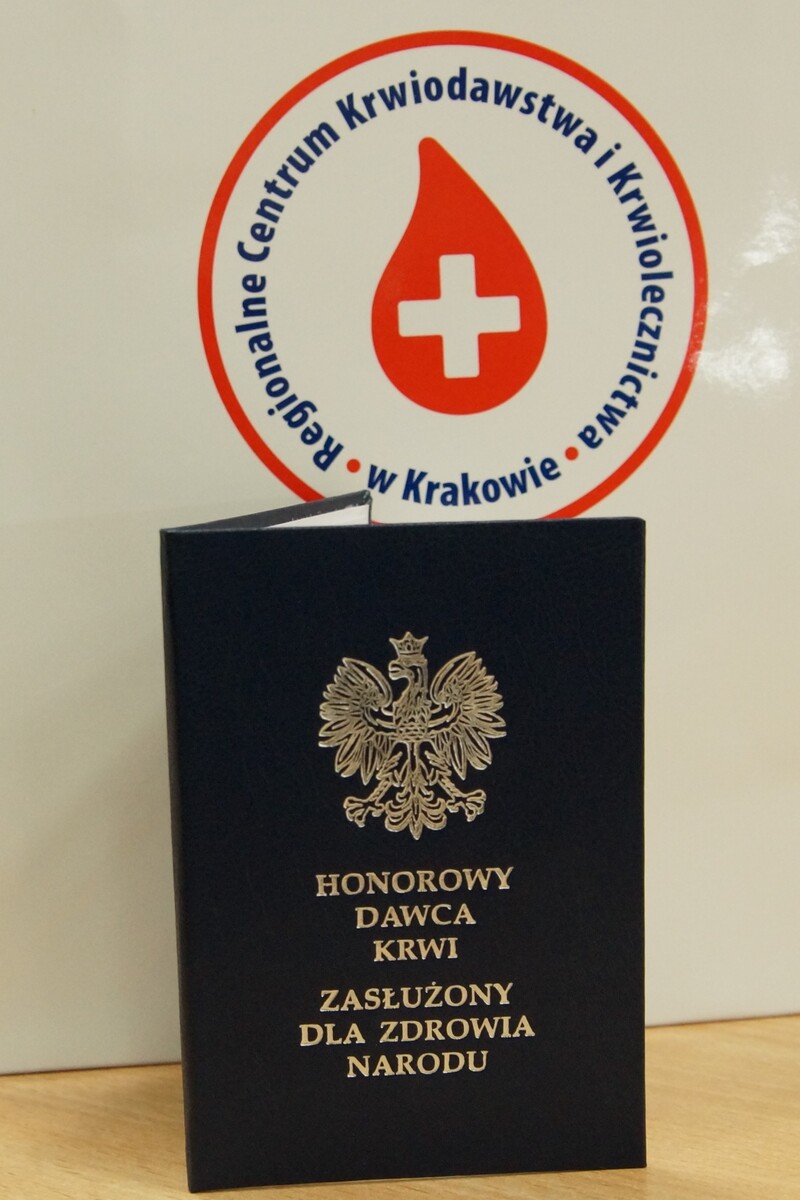 Regionalne Centrum Krwiodawstwa i Krwiolecznictwa
• w Krakowie •
HONOROWY
DAWCA
KRWI
ZASŁUŻONY
DLA ZDROWIA
NARODU